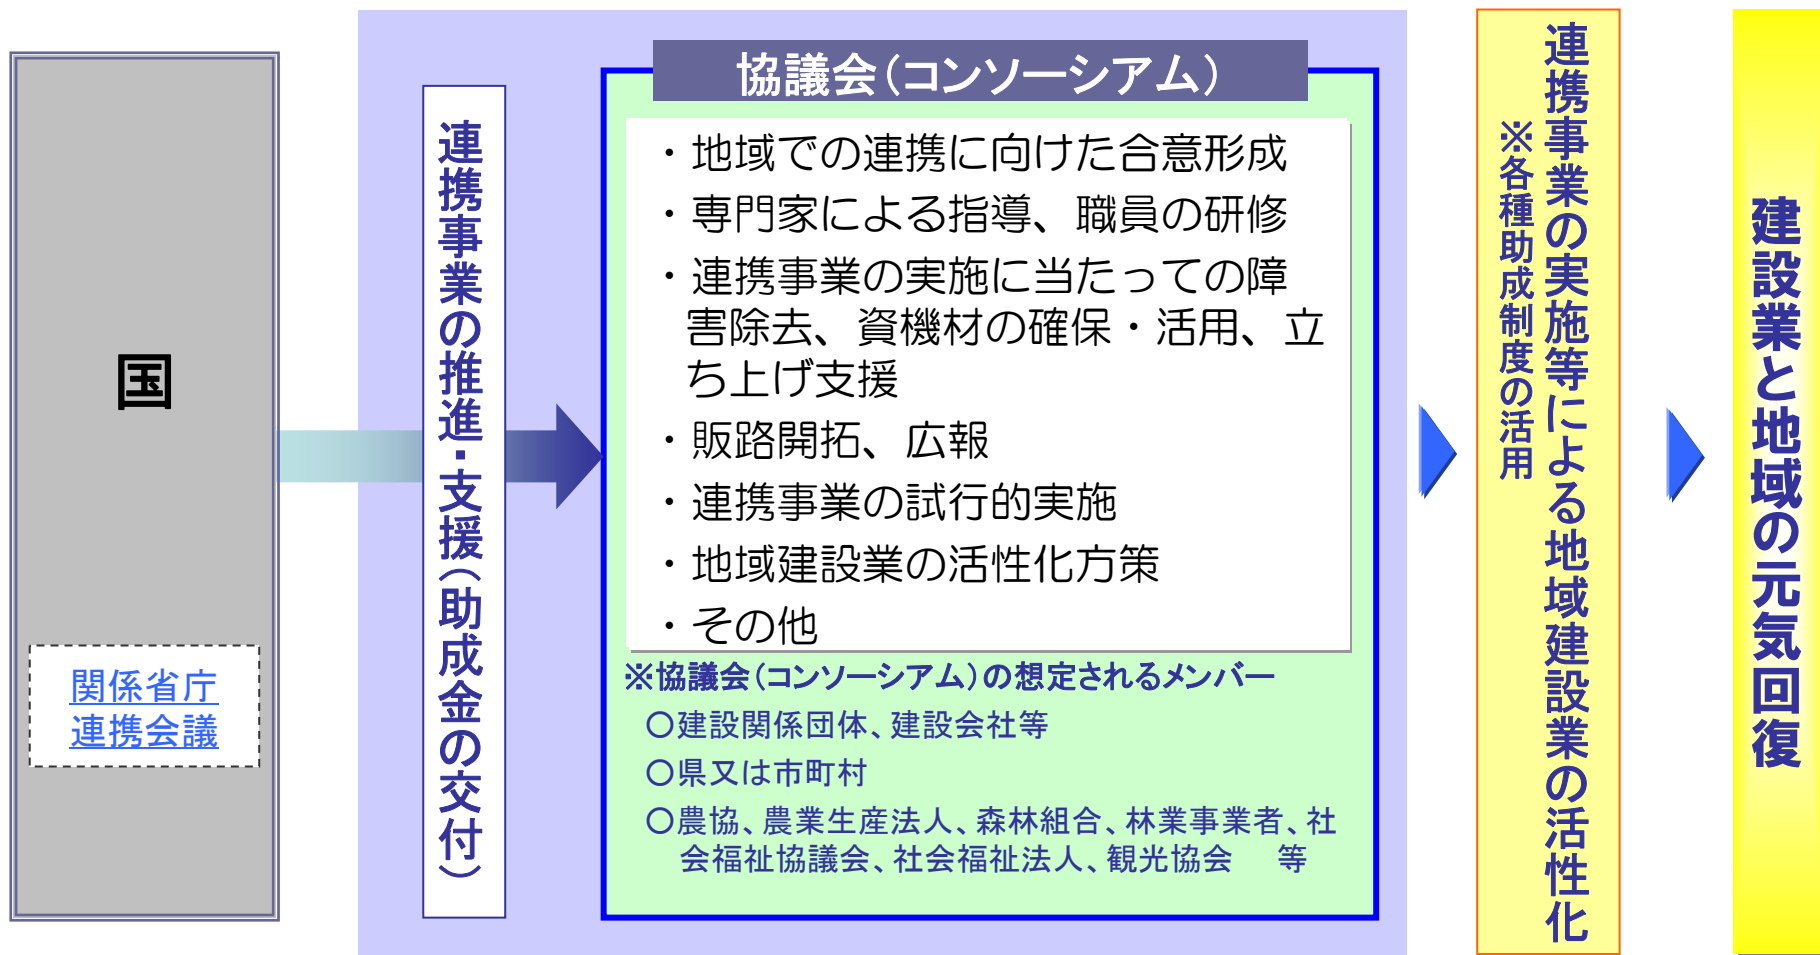 国
関係省庁
連携会議
連携事業の推進・支援(助成金の交付)
協議会(コンソーシアム)
・地域での連携に向けた合意形成
・専門家による指導、職員の研修
・連携事業の実施に当たっての障
害除去、資機材の確保・活用、立
ち上げ支援
・販路開拓、広報
・連携事業の試行的実施
・地域建設業の活性化方策
・その他
※協議会(コンソーシアム)の想定されるメンバー
○建設関係団体、建設会社等
○県又は市町村
○農協、農業生産法人、森林組合、林業事業者、社
会福祉協議会、社会福祉法人、観光協会　等
連携事業の実施等による地域建設業の活性化
※各種助成制度の活用
建設業と地域の元気回復